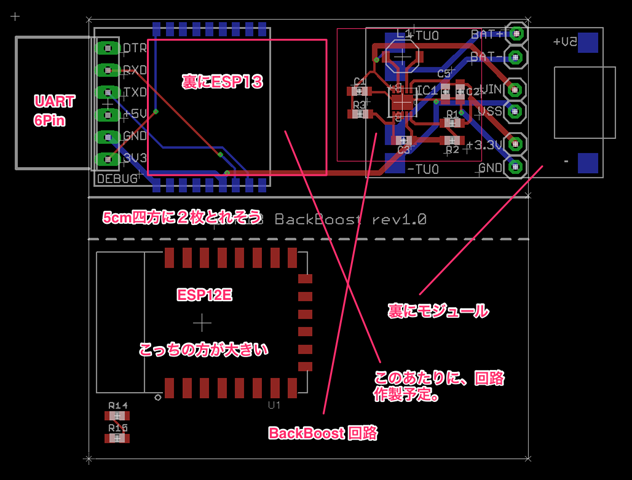 DTR
RXD
TXD
+5V
GND
3V3
DEBUG
UART
6Pin
裏にESP13
L1
OUT+
BAT+
BAT-
VIN
VSS
+3.3V
GND
+5V
-
C1
R3
IC1
C5
C2
R1
R2
C3
OUT-
5cm四方に２枚とれそう
BackBoost rev1.0
ESP12E
こっちの方が大きい
裏にモジュール
このあたりに、回路
作製予定。
U1
R14
R16
BackBoost 回路